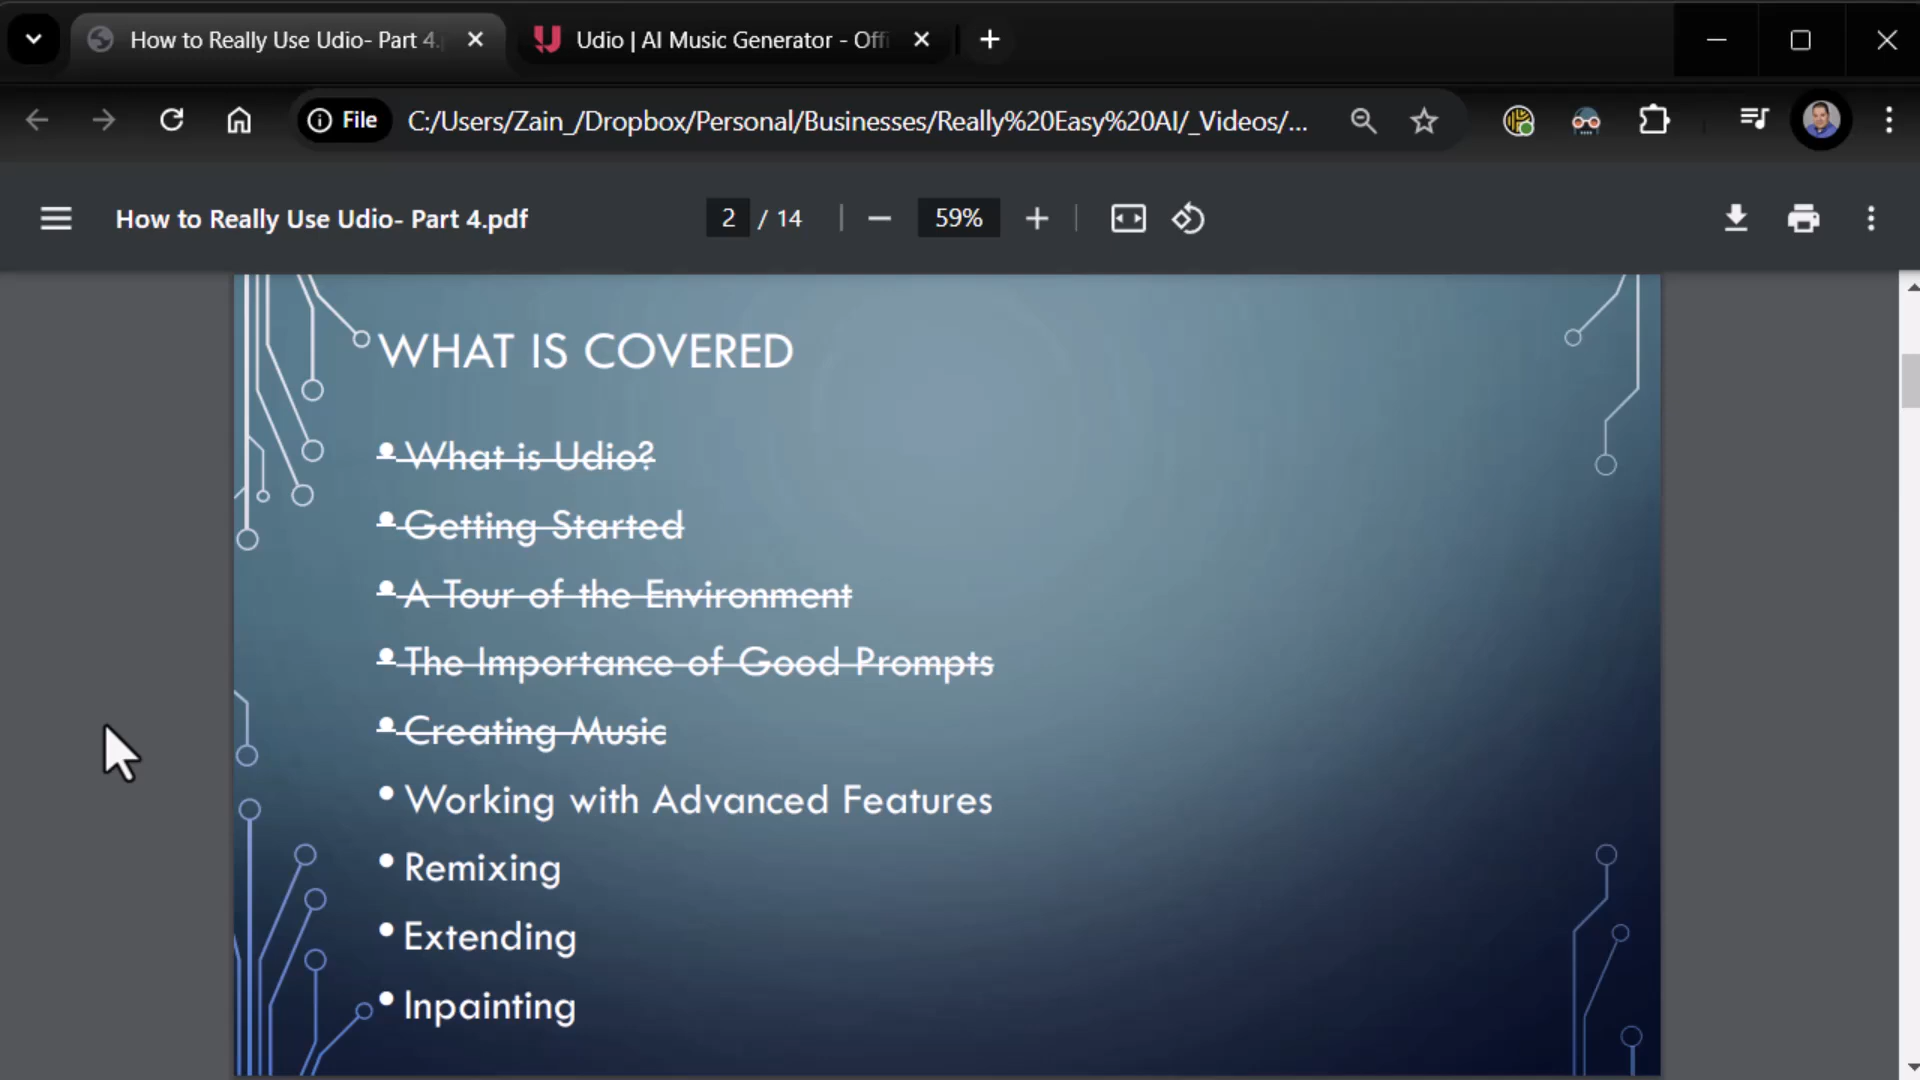 How to Really Use Udio- Part 4.
Udio | AI Music Generator - Offi
File
C:/Users/Zain_/Dropbox/Personal/Businesses/Really%20Easy%20AI/_Videos/...
How to Really Use Udio- Part 4.pdf
2 / 14
59%
WHAT IS COVERED
• What is Udio?
• Getting Started
• A Tour of the Environment
• The Importance of Good Prompts
• Creating Music
• Working with Advanced Features
• Remixing
• Extending
• Inpainting